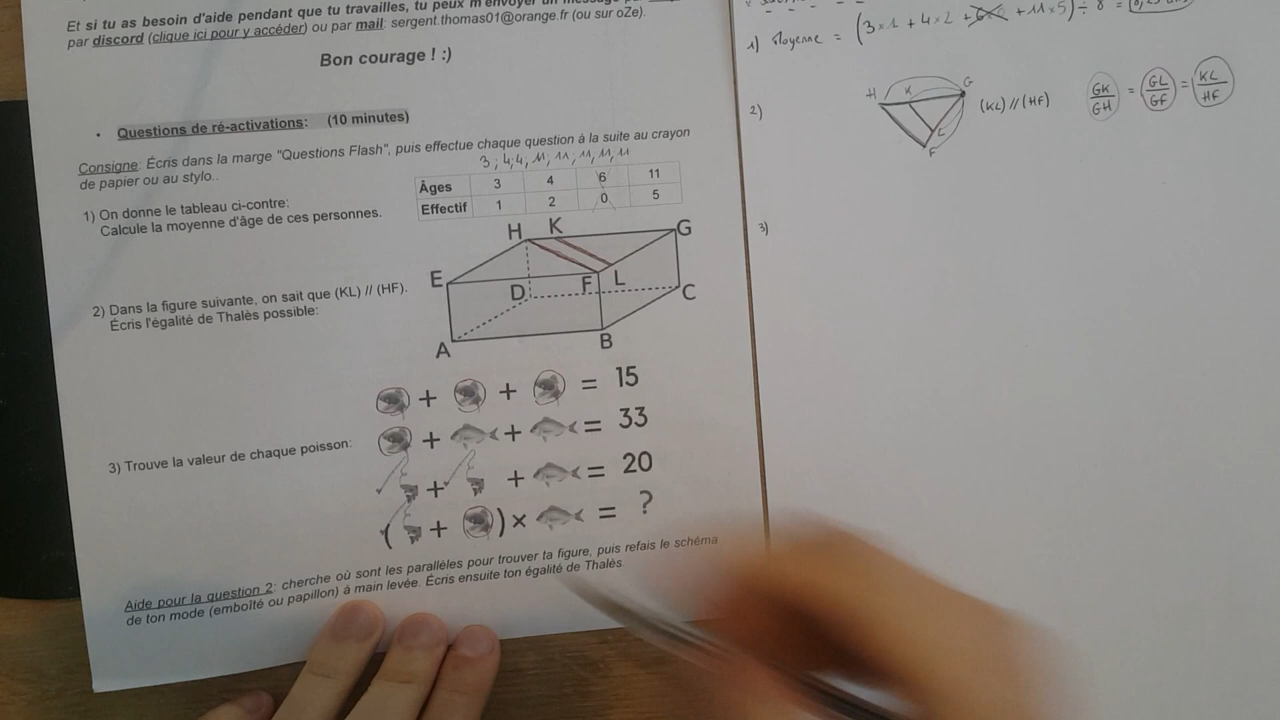 Et si tu as besoin d'aide pendant que tu travailles, tu peux m'envoyer un message
par discord (clique ici pour y accéder) ou par mail: sergent.thomas01@orange.fr (ou sur oZe).
Bon courage ! :)
• Questions de ré-activations: (10 minutes)
Consigne: Écris dans la marge "Questions Flash", puis effectue chaque question à la suite au crayon
de papier ou au stylo..
3 ; 4 ; 4, 11, 11, 11, 11, 11
Âges 3 4 6 11
Effectif 1 2 0 5
1) On donne le tableau ci-contre:
Calcule la moyenne d'âge de ces personnes.
H K G
E D F L C
A B
2) Dans la figure suivante, on sait que (KL) // (HF).
Écris l'égalité de Thalès possible:
+ + = 15
+ + = 33
3) Trouve la valeur de chaque poisson:
+ + = 20
( + ) × = ?
Aide pour la question 2: cherche où sont les parallèles pour trouver ta figure, puis refais le schéma
de ton mode (emboîté ou papillon) à main levée. Écris ensuite ton égalité de Thalès.
1) Moyenne = (3×1 + 4×2 + 6×0 + 11×5) ÷ 8 =
2) H K G L F (KL) // (HF) GK/GH = GL/GF = KL/HF
3)